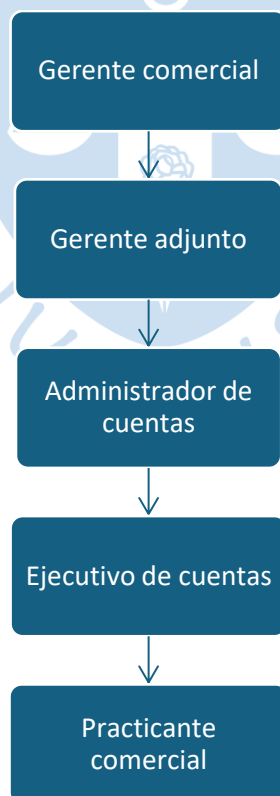 Gerente comercial
Gerente adjunto
Administrador de
cuentas
Ejecutivo de cuentas
Practicante
comercial